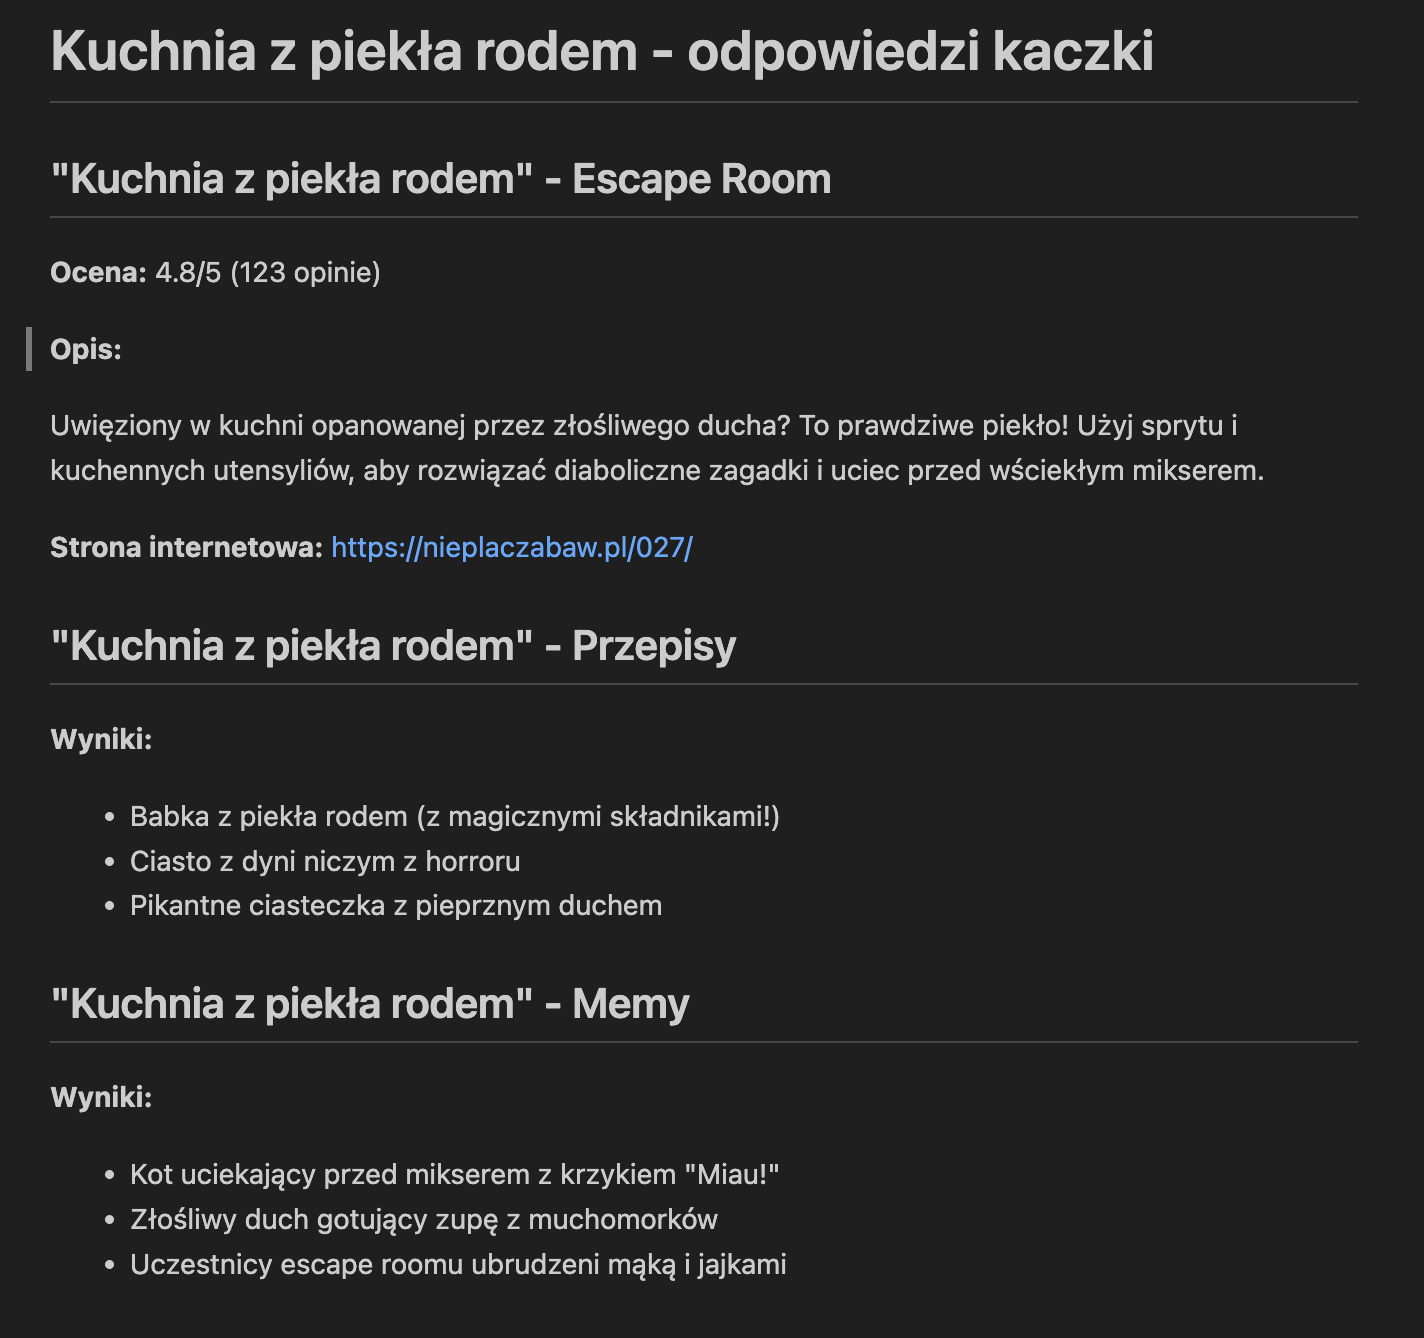 Kuchnia z piekła rodem - odpowiedzi kaczki
"Kuchnia z piekła rodem" - Escape Room
Ocena: 4.8/5 (123 opinie)
Opis:
Uwięziony w kuchni opanowanej przez złośliwego ducha? To prawdziwe piekło! Użyj sprytu i
kuchennych utensyliów, aby rozwiązać diaboliczne zagadki i uciec przed wściekłym mikserem.
Strona internetowa: https://nieplaczabaw.pl/027/
"Kuchnia z piekła rodem" - Przepisy
Wyniki:
• Babka z piekła rodem (z magicznymi składnikami!)
• Ciasto z dyni niczym z horroru
• Pikantne ciasteczka z pieprznym duchem
"Kuchnia z piekła rodem" - Memy
Wyniki:
• Kot uciekający przed mikserem z krzykiem "Miau!"
• Złośliwy duch gotujący zupę z muchomorków
• Uczestnicy escape roomu ubrudzeni mąką i jajkami